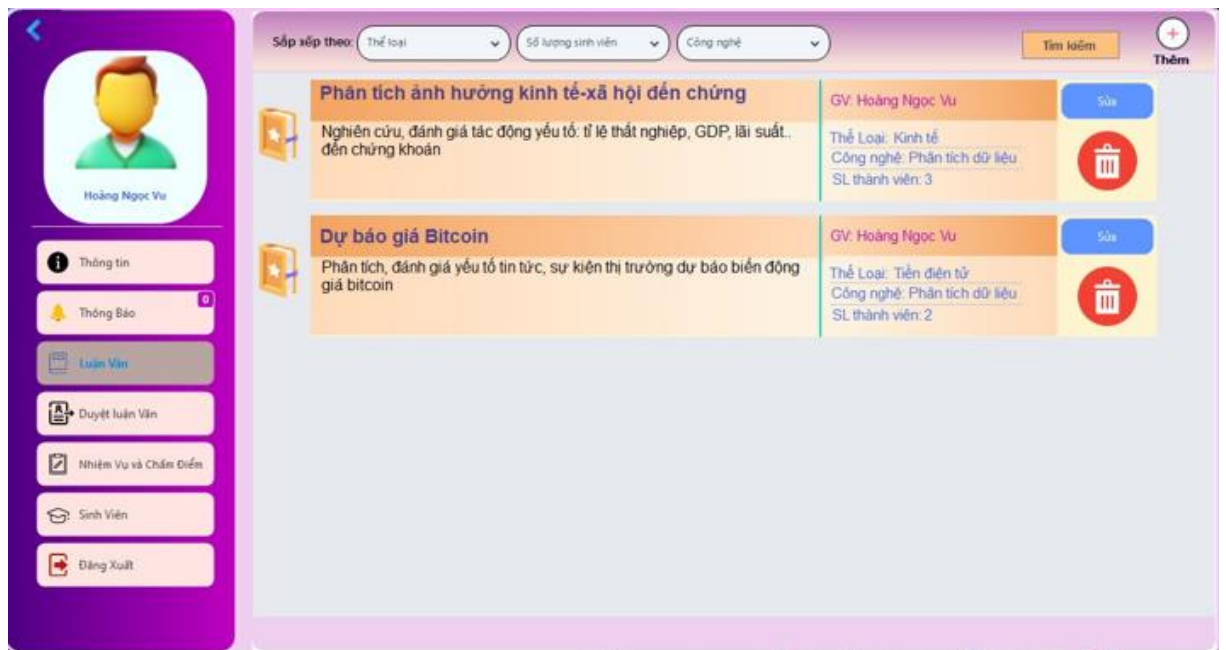 Hoàng Ngọc Vu
Thông tin
Thông Báo
0
Luận Văn
Duyệt luận Văn
Nhiệm Vụ và Chấm Điểm
Sinh Viên
Đăng Xuất
Sắp xếp theo: Thể loại Số lượng sinh viên Công nghệ Tìm kiếm
Thêm
Phân tích ảnh hưởng kinh tế-xã hội đến chứng
Nghiên cứu, đánh giá tác động yếu tố: tỉ lệ thất nghiệp, GDP, lãi suất..
đến chứng khoán
GV: Hoàng Ngọc Vu
Thể Loại: Kinh tế
Công nghệ: Phân tích dữ liệu
SL thành viên: 3
Sửa
Dự báo giá Bitcoin
Phân tích, đánh giá yếu tố tin tức, sự kiện thị trường dự báo biến động
giá bitcoin
GV: Hoàng Ngọc Vu
Thể Loại: Tiền điện tử
Công nghệ: Phân tích dữ liệu
SL thành viên: 2
Sửa